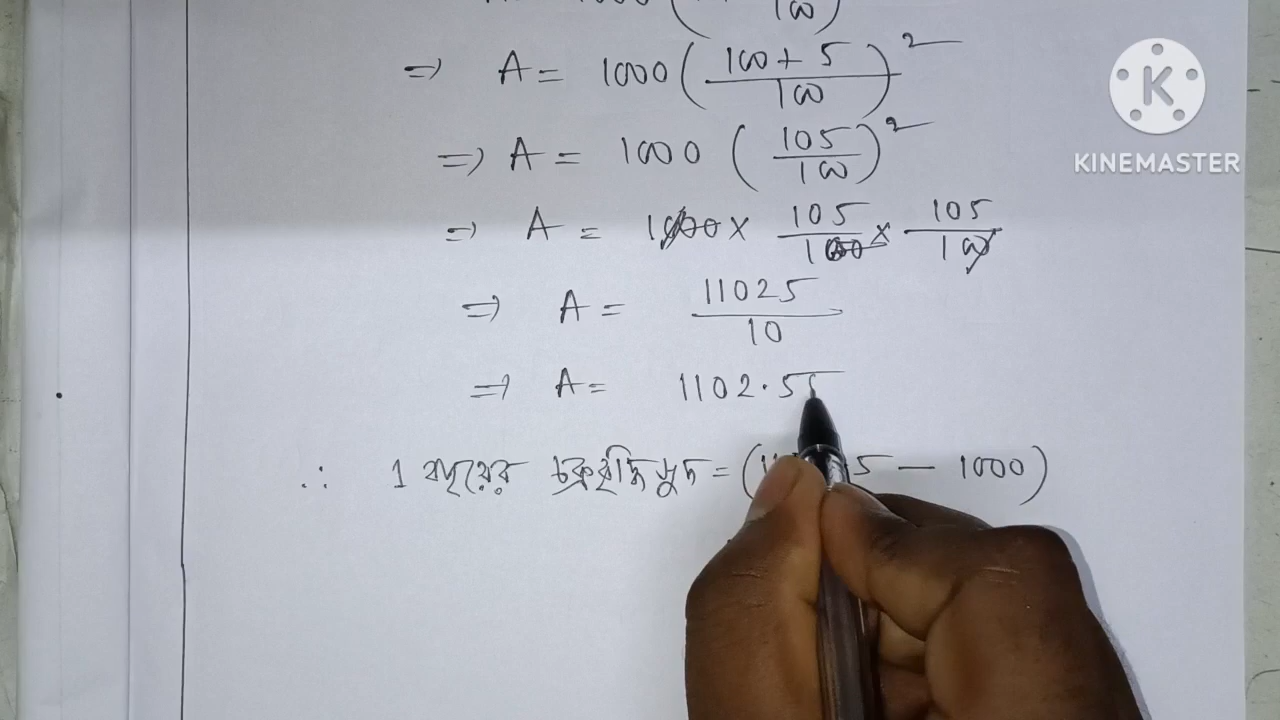 ⇒ A = 1000 (100 + 5 / 100)²
⇒ A = 1000 (105 / 100)²
⇒ A = 1000 × 105 / 100 × 105 / 100
⇒ A = 11025 / 10
⇒ A = 1102.5
∴ 1 বছরের চক্রবৃদ্ধি সুদ = ( 5 − 1000)
KINEMASTER